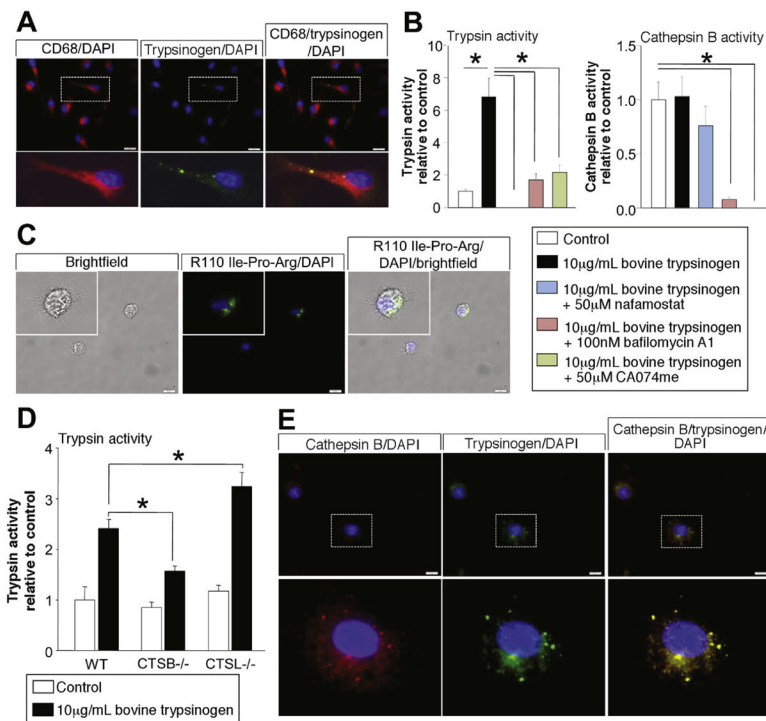 A
CD68/DAPI
Trypsinogen/DAPI
CD68/trypsinogen
/DAPI
B
Trypsin activity
Trypsin activity
relative to control
10
8
6
4
2
0
*
*
Cathepsin B activity
Cathepsin B activity
relative to control
1.5
1.0
0.5
0.0
*
Control
10μg/mL bovine trypsinogen
10μg/mL bovine trypsinogen
+ 50μM nafamostat
10μg/mL bovine trypsinogen
+ 100nM bafilomycin A1
10μg/mL bovine trypsinogen
+ 50μM CA074me
C
Brightfield
R110 Ile-Pro-Arg/DAPI
R110 Ile-Pro-Arg/
DAPI/brightfield
D
Trypsin activity
Trypsin activity
relative to control
4
3
2
1
0
*
*
WT
CTSB-/-
CTSL-/-
Control
10μg/mL bovine trypsinogen
E
Cathepsin B/DAPI
Trypsinogen/DAPI
Cathepsin B/trypsinogen/
DAPI